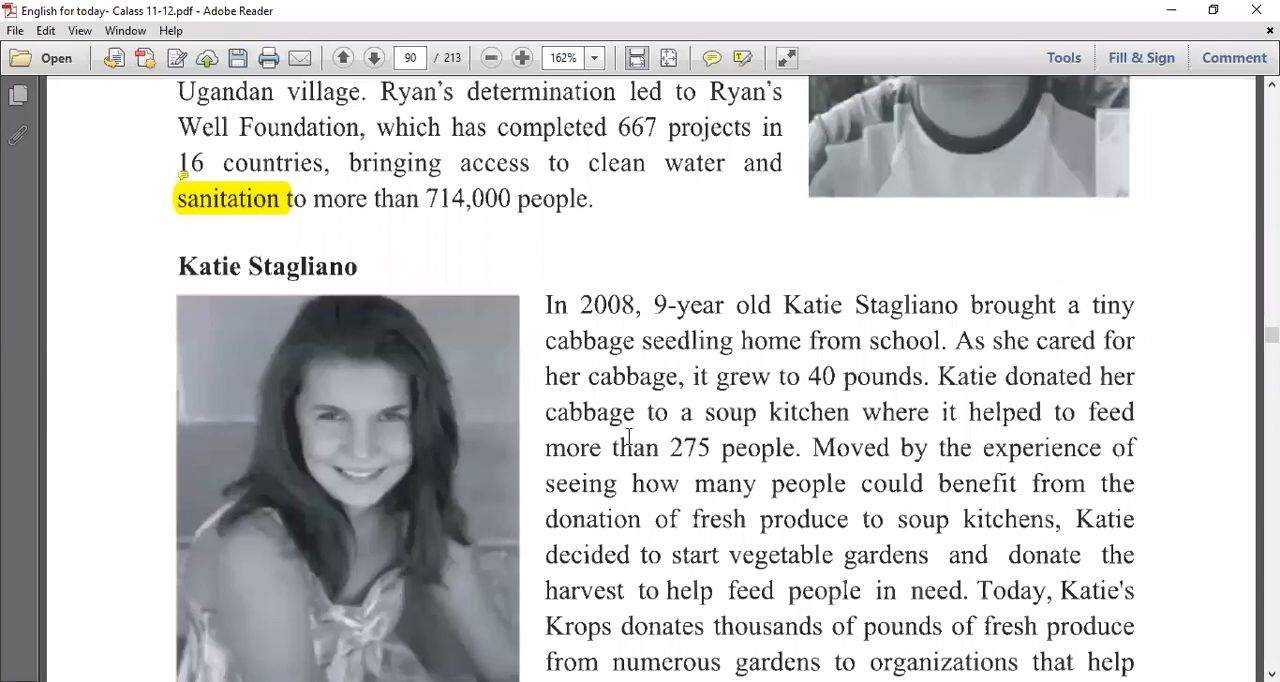 English for today- Calass 11-12.pdf - Adobe Reader
File Edit View Window Help
Open 90 / 213 162% Tools Fill & Sign Comment
Ugandan village. Ryan's determination led to Ryan's
Well Foundation, which has completed 667 projects in
16 countries, bringing access to clean water and
sanitation to more than 714,000 people.
Katie Stagliano
In 2008, 9-year old Katie Stagliano brought a tiny
cabbage seedling home from school. As she cared for
her cabbage, it grew to 40 pounds. Katie donated her
cabbage to a soup kitchen where it helped to feed
more than 275 people. Moved by the experience of
seeing how many people could benefit from the
donation of fresh produce to soup kitchens, Katie
decided to start vegetable gardens and donate the
harvest to help feed people in need. Today, Katie's
Krops donates thousands of pounds of fresh produce
from numerous gardens to organizations that help